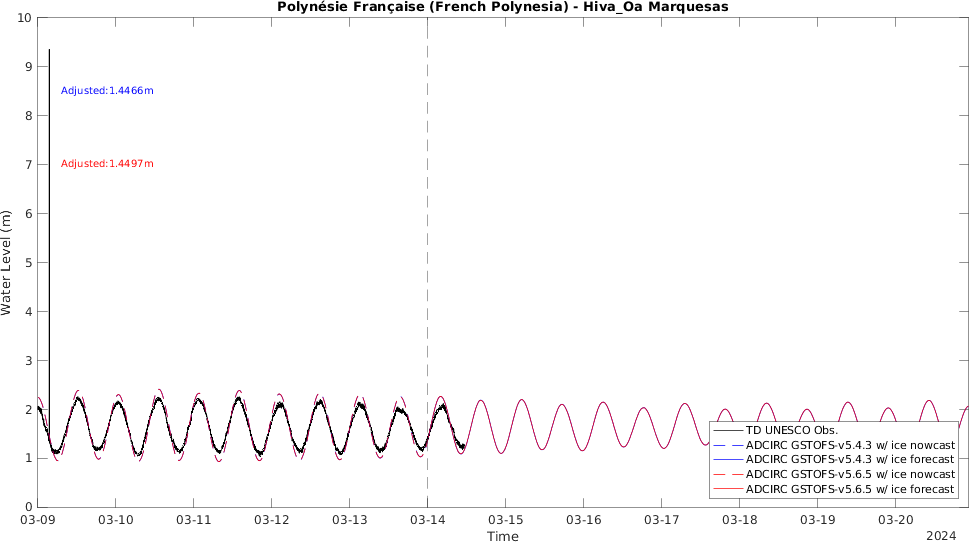 Polynésie Française (French Polynesia) - Hiva_Oa Marquesas
10
9
8
7
6
5
4
3
2
1
0
Water Level (m)
Adjusted:1.4466m
Adjusted:1.4497m
TD UNESCO Obs.
ADCIRC GSTOFS-v5.4.3 w/ ice nowcast
ADCIRC GSTOFS-v5.4.3 w/ ice forecast
ADCIRC GSTOFS-v5.6.5 w/ ice nowcast
ADCIRC GSTOFS-v5.6.5 w/ ice forecast
03-09 03-10 03-11 03-12 03-13 03-14 03-15 03-16 03-17 03-18 03-19 03-20
Time
2024